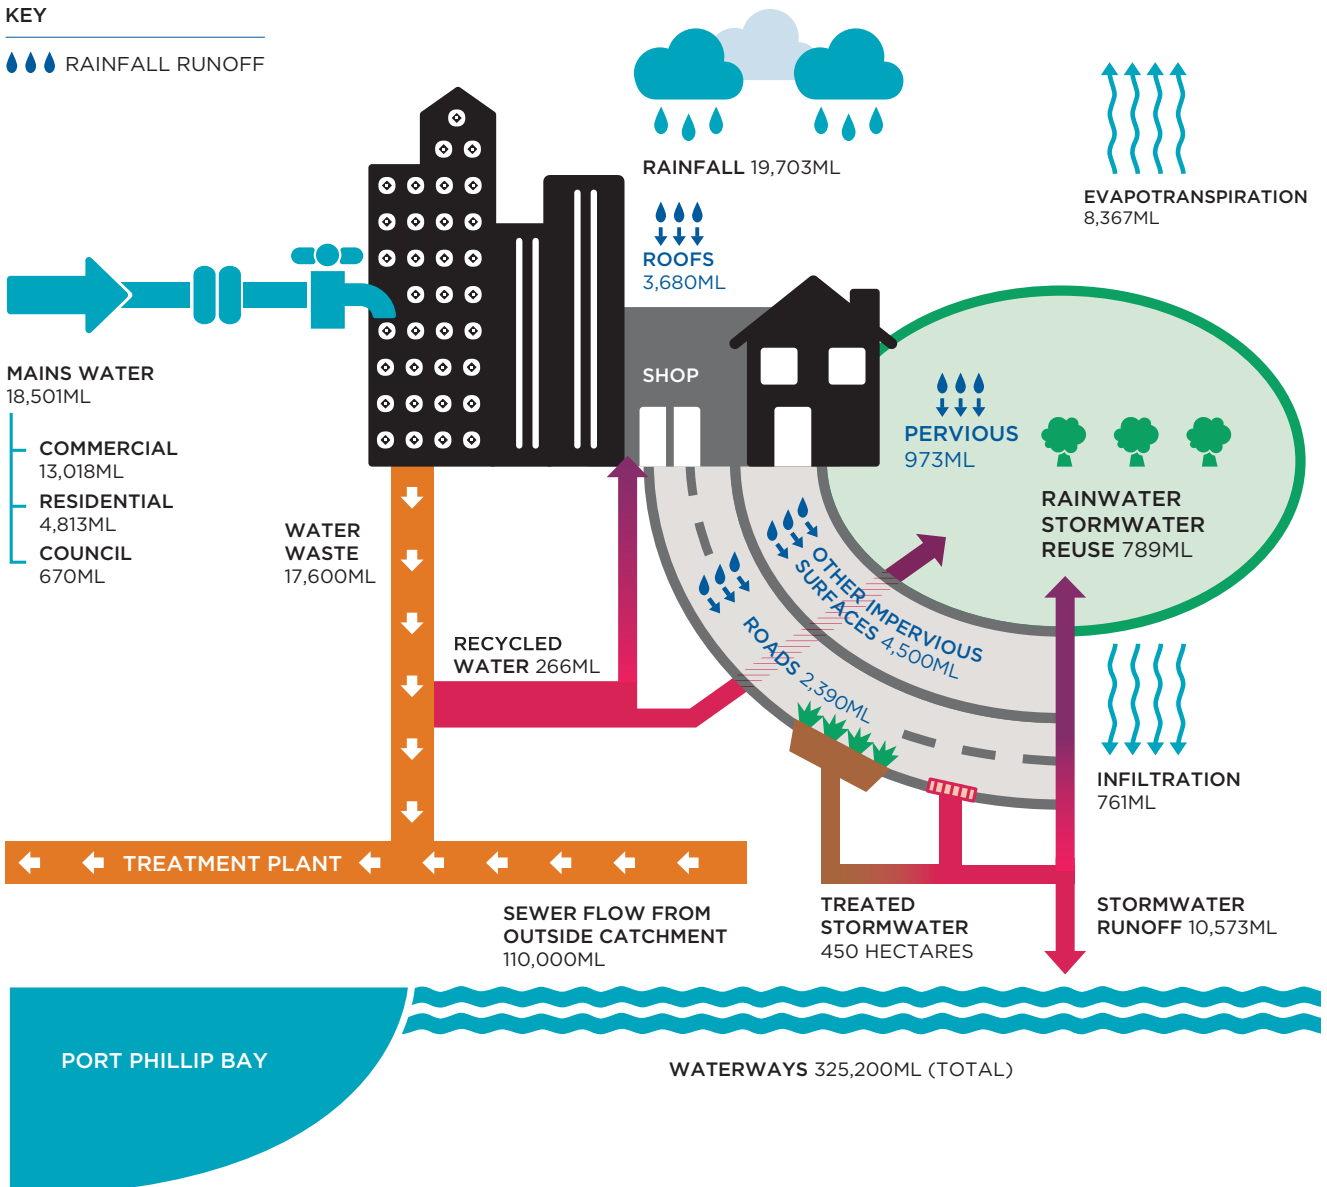 KEY
RAINFALL RUNOFF
RAINFALL 19,703ML
EVAPOTRANSPIRATION
8,367ML
ROOFS
3,680ML
MAINS WATER
18,501ML
COMMERCIAL
13,018ML
RESIDENTIAL
4,813ML
COUNCIL
670ML
SHOP
PERVIOUS
973ML
RAINWATER
STORMWATER
REUSE 789ML
WATER
WASTE
17,600ML
OTHER IMPERVIOUS
SURFACES 4,500ML
ROADS 2,390ML
RECYCLED
WATER 266ML
INFILTRATION
761ML
TREATMENT PLANT
SEWER FLOW FROM
OUTSIDE CATCHMENT
110,000ML
TREATED
STORMWATER
450 HECTARES
STORMWATER
RUNOFF 10,573ML
PORT PHILLIP BAY
WATERWAYS 325,200ML (TOTAL)